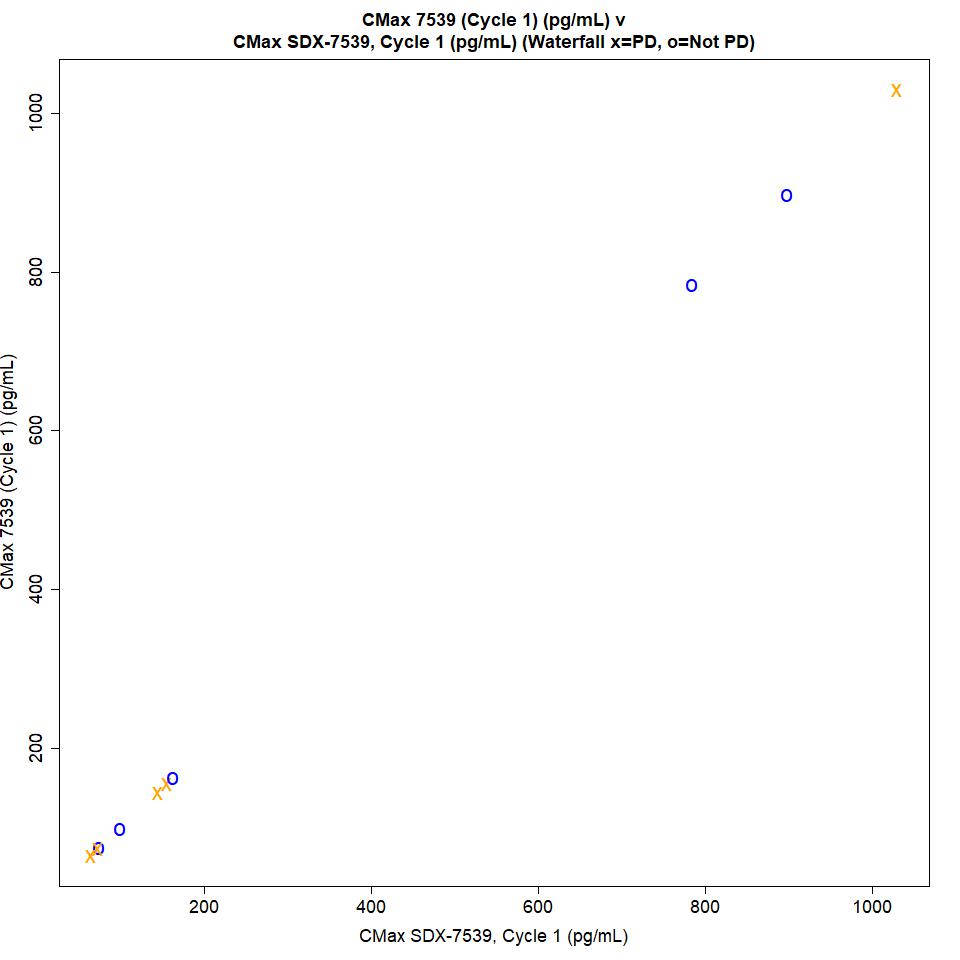 CMax 7539 (Cycle 1) (pg/mL) v
CMax SDX-7539, Cycle 1 (pg/mL) (Waterfall x=PD, o=Not PD)
CMax 7539 (Cycle 1) (pg/mL)
1000
800
600
400
200
X
O
O
O
X
X
O
O
X
X
200 400 600 800 1000
CMax SDX-7539, Cycle 1 (pg/mL)